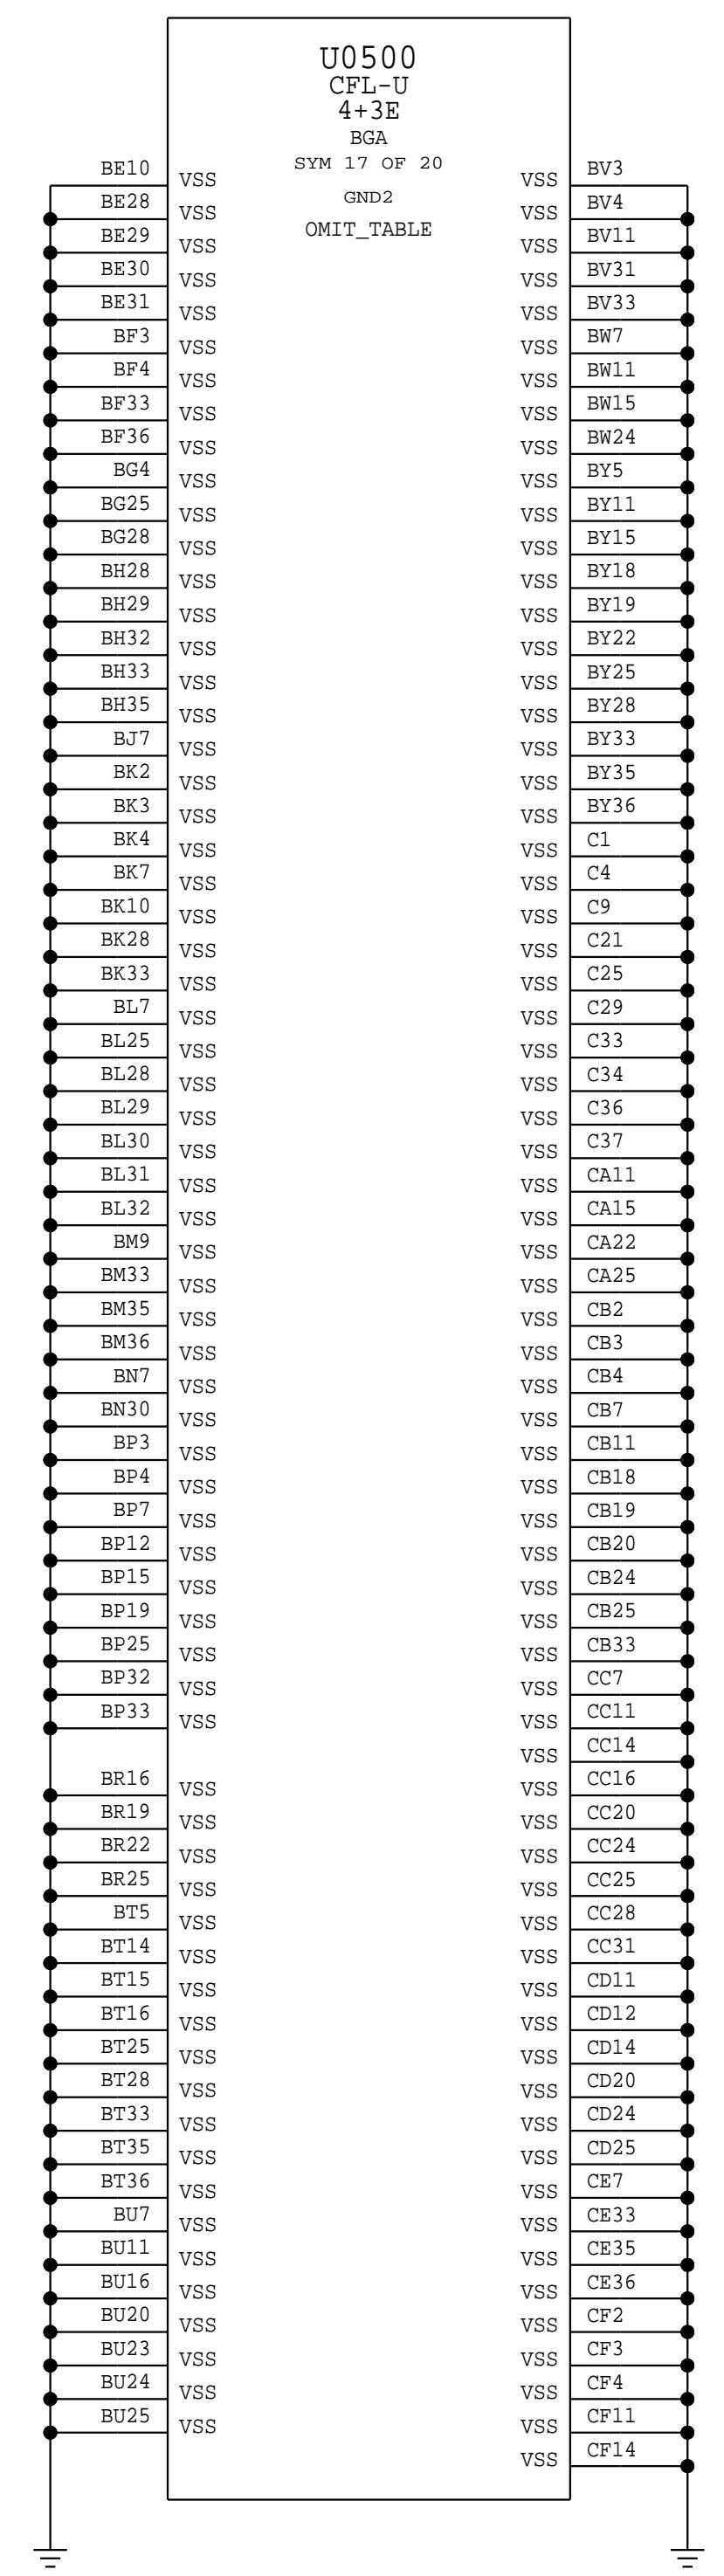 U0500
CFL-U
4+3E
BGA
SYM 17 OF 20
GND2
OMIT_TABLE
BE10 VSS VSS BV3
BE28 VSS VSS BV4
BE29 VSS VSS BV11
BE30 VSS VSS BV31
BE31 VSS VSS BV33
BF3 VSS VSS BW7
BF4 VSS VSS BW11
BF33 VSS VSS BW15
BF36 VSS VSS BW24
BG4 VSS VSS BY5
BG25 VSS VSS BY11
BG28 VSS VSS BY15
BH28 VSS VSS BY18
BH29 VSS VSS BY19
BH32 VSS VSS BY22
BH33 VSS VSS BY25
BH35 VSS VSS BY28
BJ7 VSS VSS BY33
BK2 VSS VSS BY35
BK3 VSS VSS BY36
BK4 VSS VSS C1
BK7 VSS VSS C4
BK10 VSS VSS C9
BK28 VSS VSS C21
BK33 VSS VSS C25
BL7 VSS VSS C29
BL25 VSS VSS C33
BL28 VSS VSS C34
BL29 VSS VSS C36
BL30 VSS VSS C37
BL31 VSS VSS CA11
BL32 VSS VSS CA15
BM9 VSS VSS CA22
BM33 VSS VSS CA25
BM35 VSS VSS CB2
BM36 VSS VSS CB3
BN7 VSS VSS CB4
BN30 VSS VSS CB7
BP3 VSS VSS CB11
BP4 VSS VSS CB18
BP7 VSS VSS CB19
BP12 VSS VSS CB20
BP15 VSS VSS CB24
BP19 VSS VSS CB25
BP25 VSS VSS CB33
BP32 VSS VSS CC7
BP33 VSS VSS CC11
VSS CC14
BR16 VSS VSS CC16
BR19 VSS VSS CC20
BR22 VSS VSS CC24
BR25 VSS VSS CC25
BT5 VSS VSS CC28
BT14 VSS VSS CC31
BT15 VSS VSS CD11
BT16 VSS VSS CD12
BT25 VSS VSS CD14
BT28 VSS VSS CD20
BT33 VSS VSS CD24
BT35 VSS VSS CD25
BT36 VSS VSS CE7
BU7 VSS VSS CE33
BU11 VSS VSS CE35
BU16 VSS VSS CE36
BU20 VSS VSS CF2
BU23 VSS VSS CF3
BU24 VSS VSS CF4
BU25 VSS VSS CF11
VSS CF14